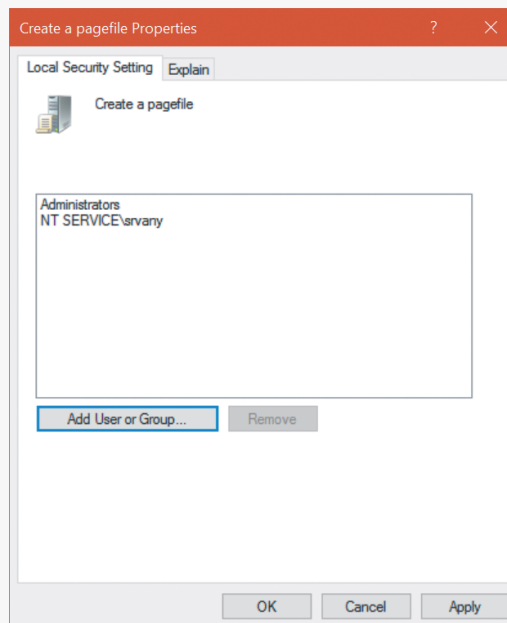 Create a pagefile Properties
?
Local Security Setting
Explain
Create a pagefile
Administrators
NT SERVICE\srvany
Add User or Group...
Remove
OK
Cancel
Apply